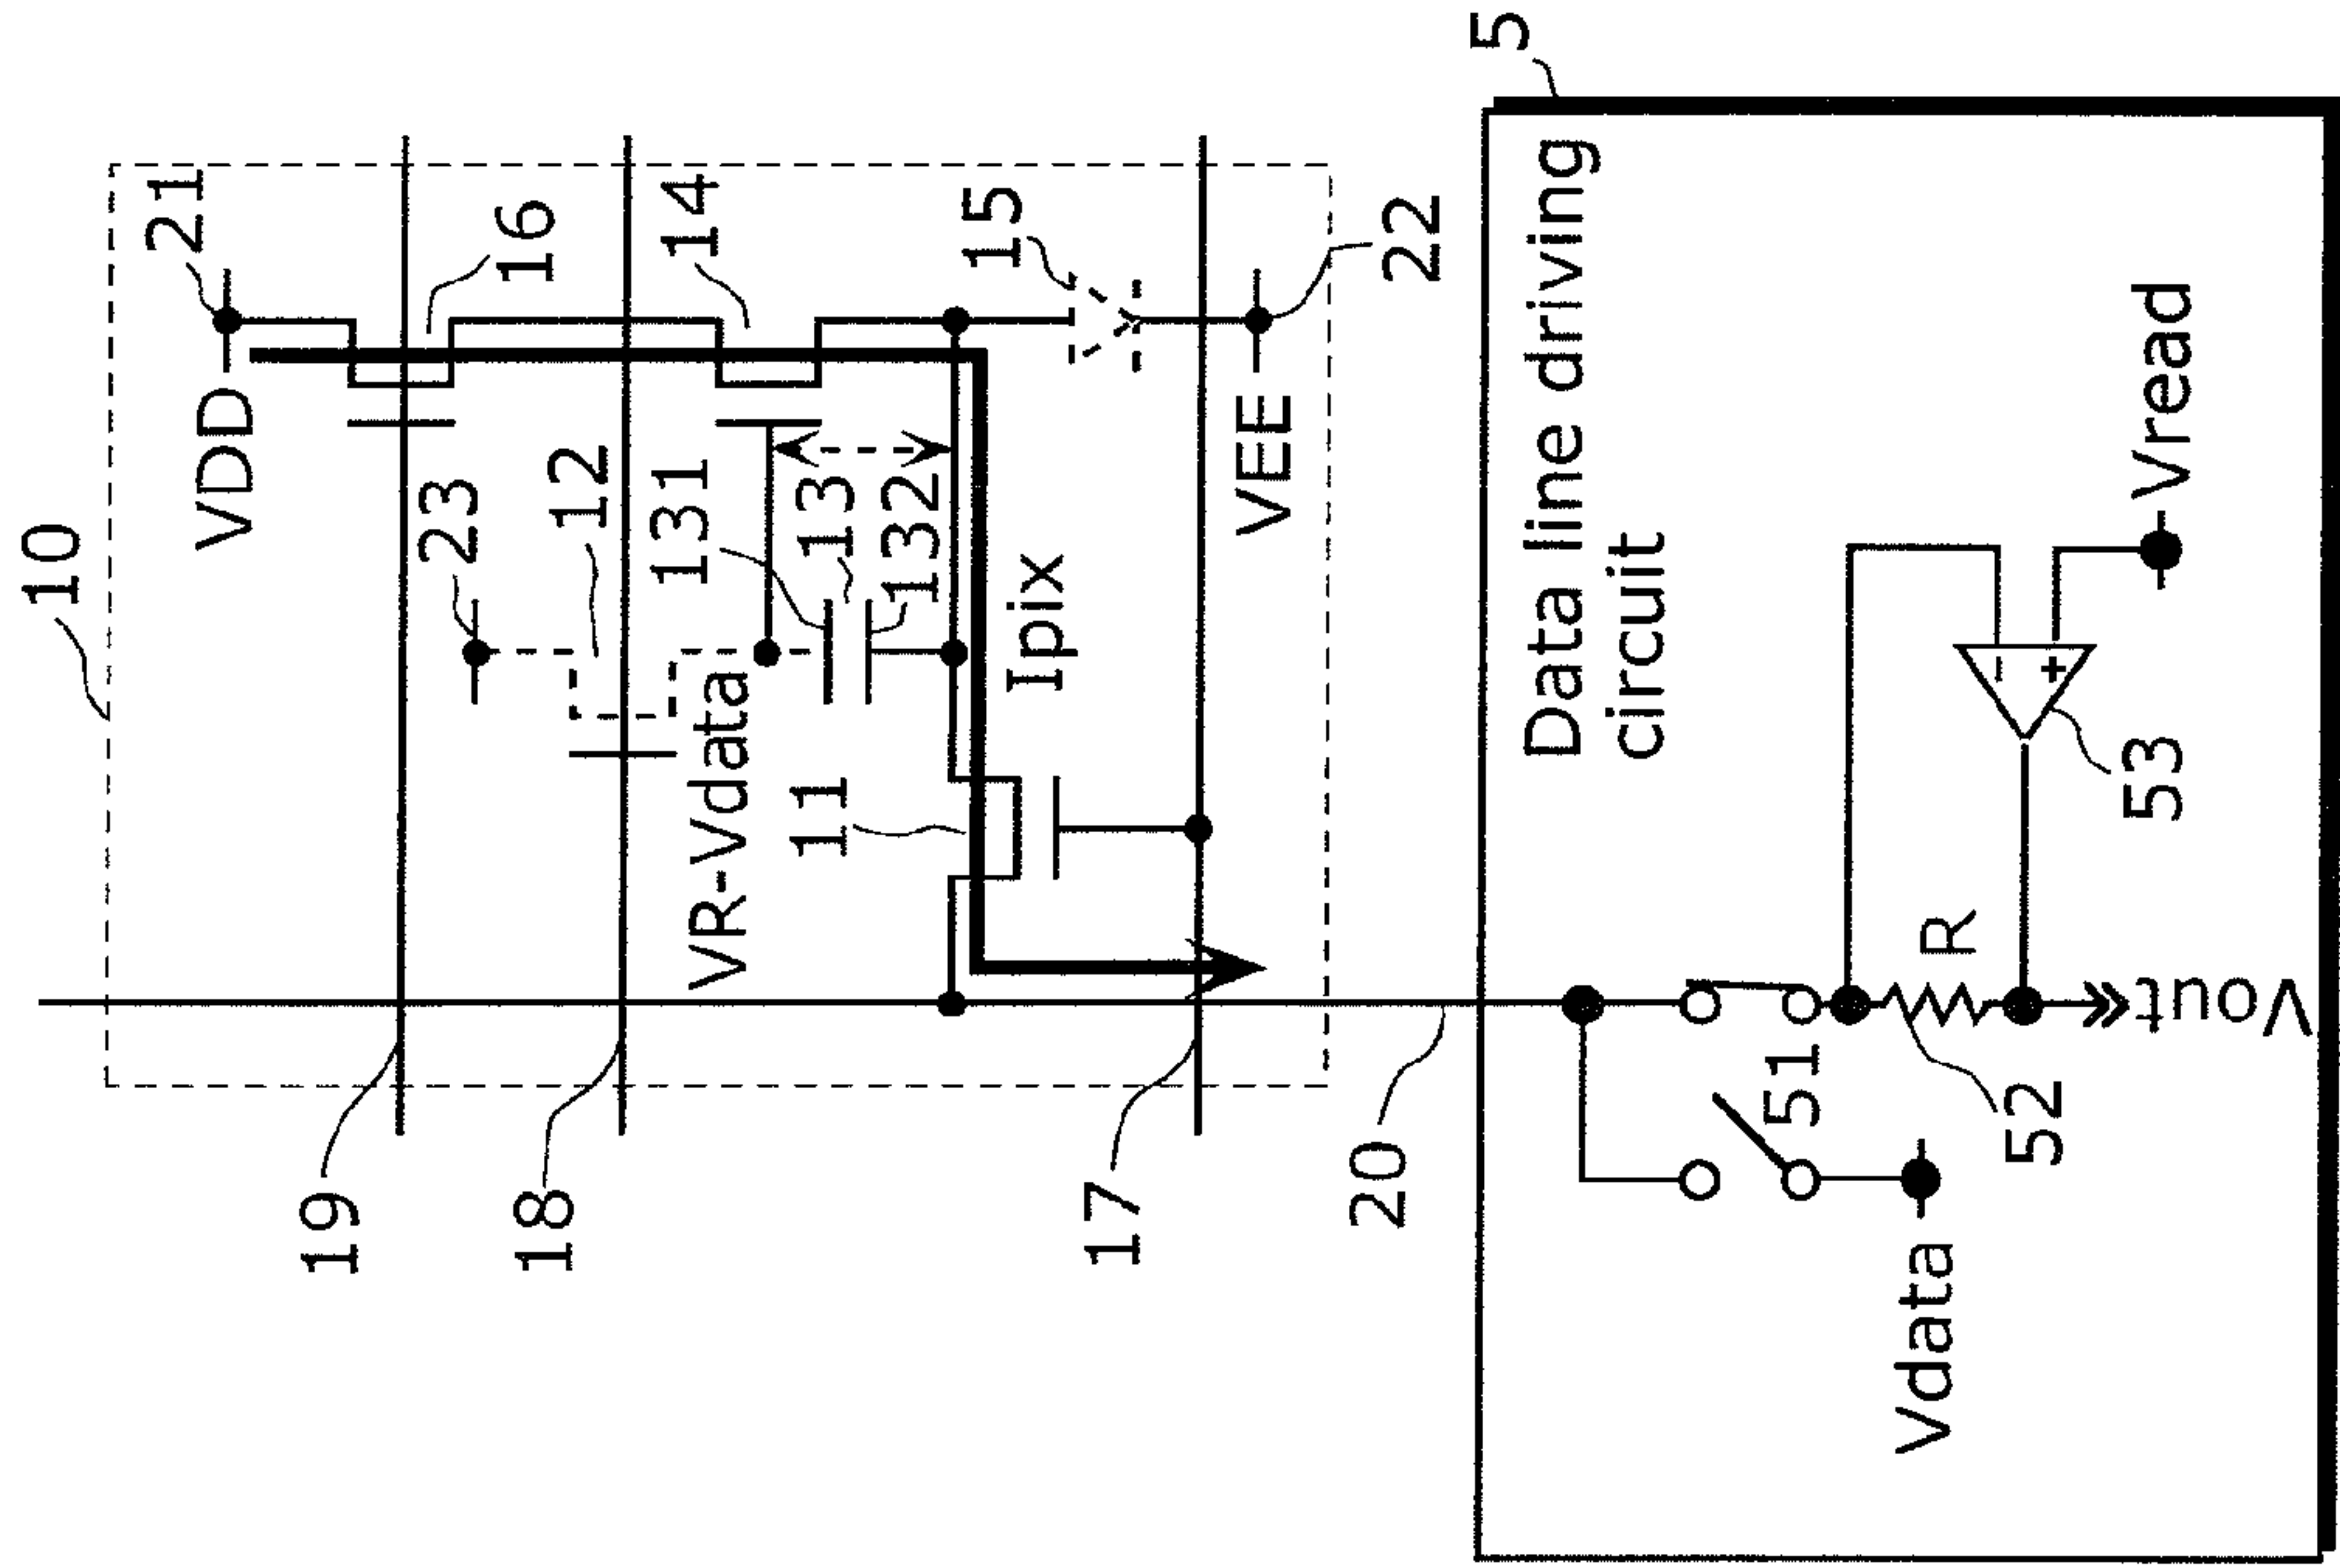 10
21
VDD
16
23
12
14
131
13
132
15
VR-Vdata
11
Ipix
VEE
22
19
18
17
20
5
Data line driving
circuit
Vread
53
R
51
52
Vout
Vdata